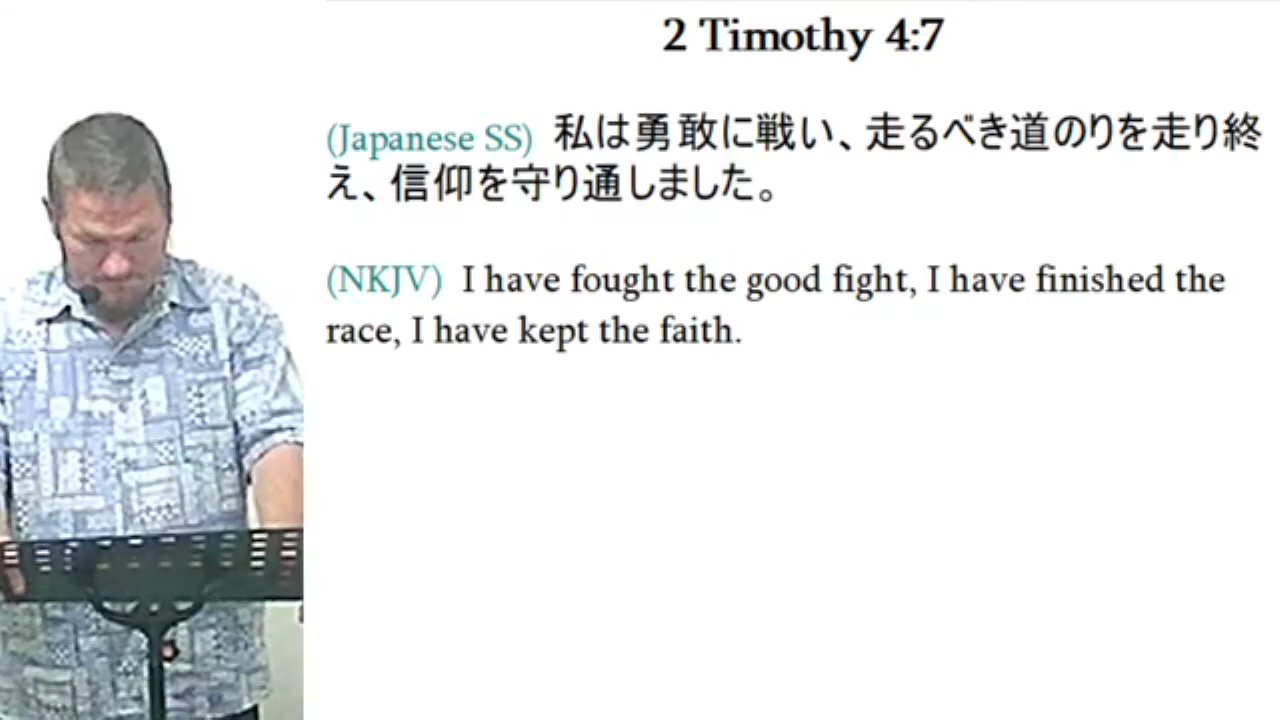 2 Timothy 4:7
(Japanese SS) 私は勇敢に戦い、走るべき道のりを走り終
え、信仰を守り通しました。
(NKJV) I have fought the good fight, I have finished the
race, I have kept the faith.